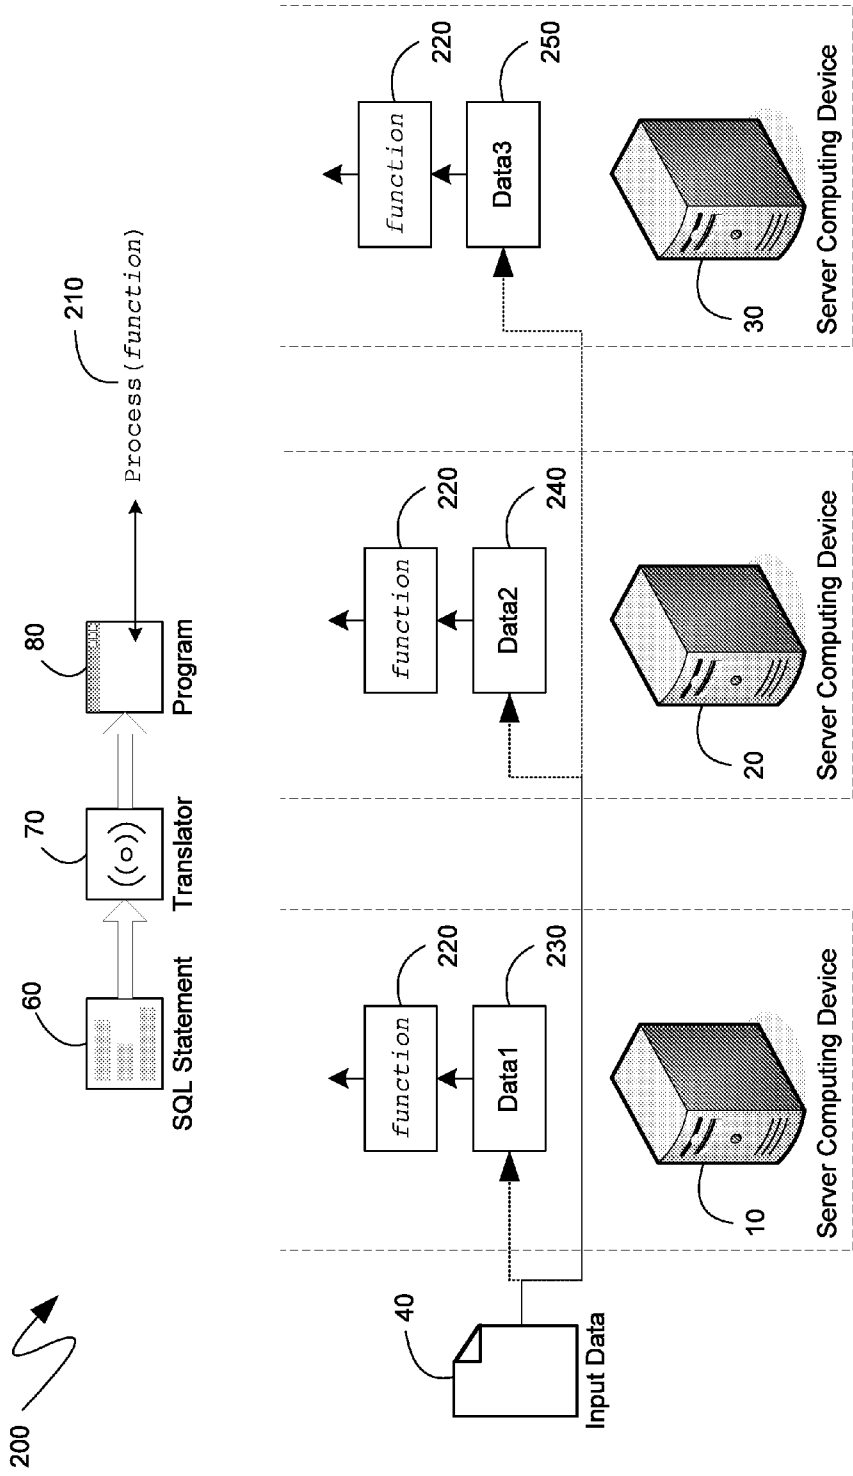 200
60
SQL Statement
70
Translator
80
Program
210
Process(function)
40
Input Data
220
function
230
Data1
10
Server Computing Device
220
function
240
Data2
20
Server Computing Device
220
function
250
Data3
30
Server Computing Device